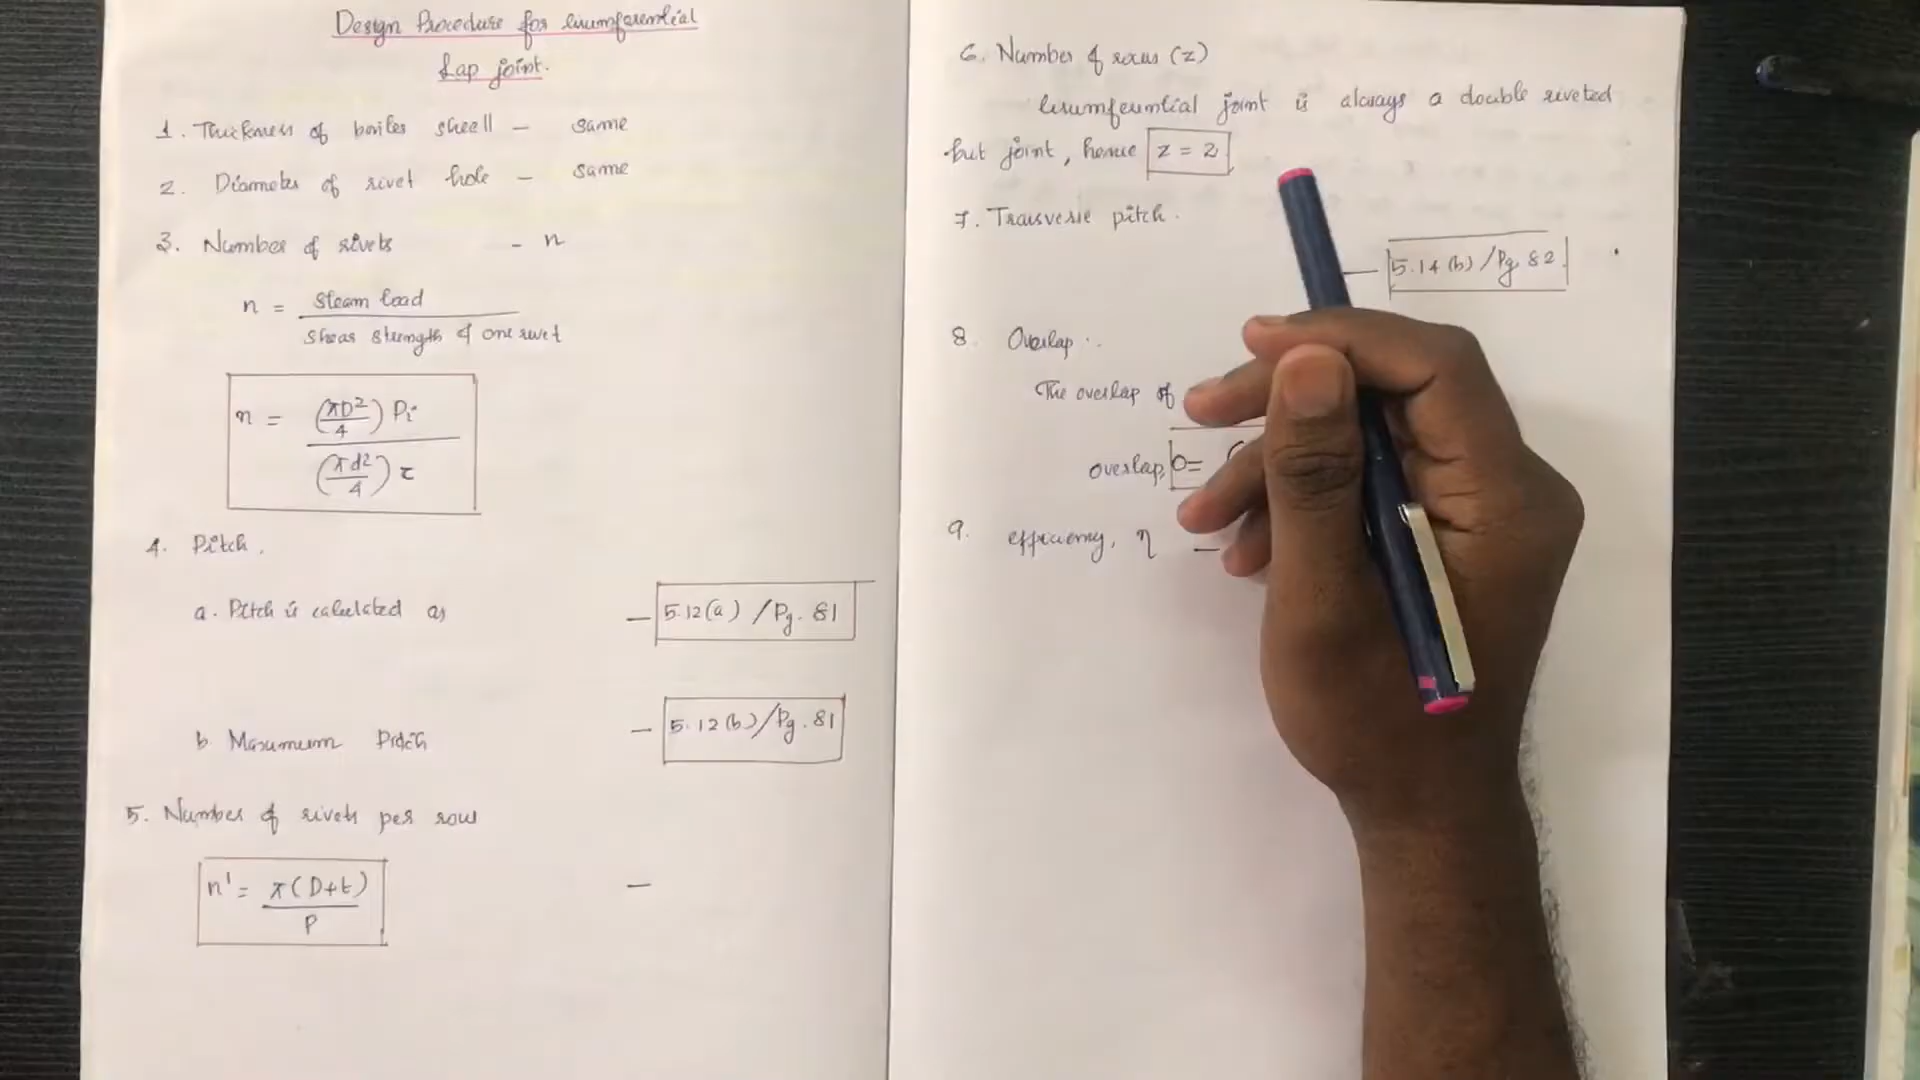 Design Procedure for Circumferential
Lap joint.
1. Thickness of boiler shell – same
2. Diameter of rivet hole – same
3. Number of rivets – n
n = Steam load / Shear strength of one rivet
n = (πD²/4) Pi / (πd²/4) τ
4. Pitch.
a. Pitch is calculated as – 5.12(a) / Pg. 81
b. Maximum Pitch – 5.12(b) / Pg. 81
5. Number of rivets per row
n' = π(D+t) / P –
6. Number of rows (z)
Circumferential joint is always a double riveted
but joint, hence z = 2
7. Transverse pitch.
– 5.14(b) / Pg. 82
8. Overlap
The overlap of
overlap, o =
9. efficiency, η –